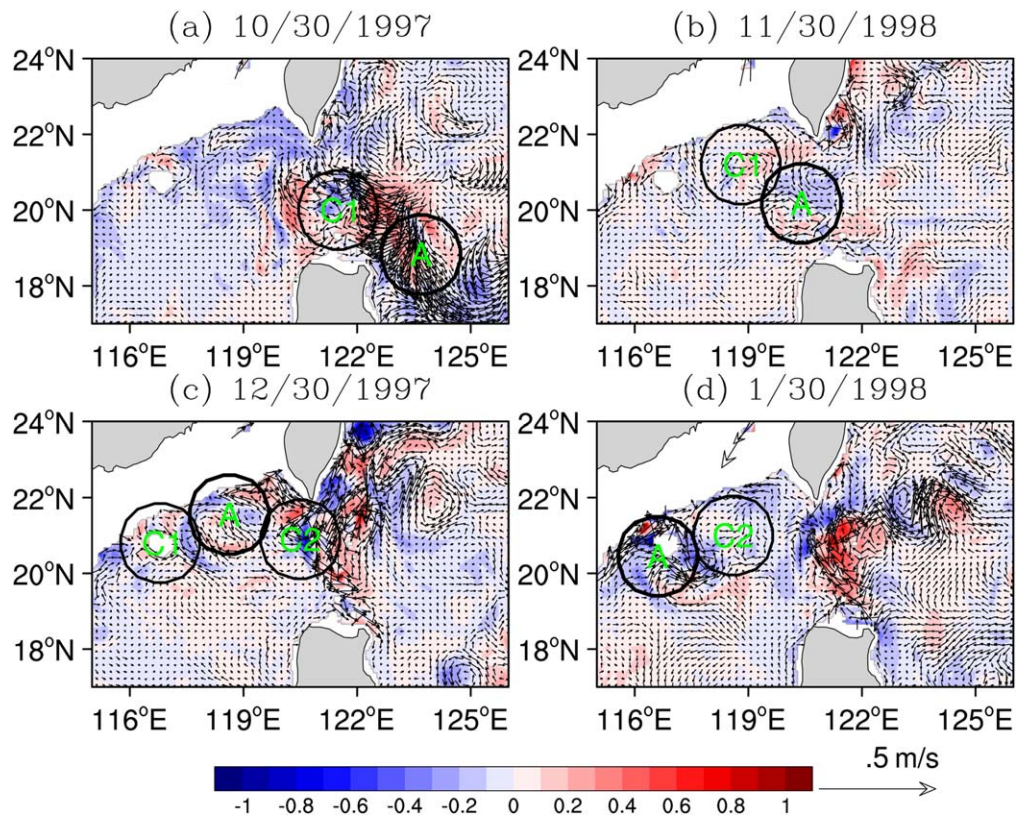 (a) 10/30/1997
(b) 11/30/1998
24°N
22°N
20°N
18°N
C1
A
116°E 119°E 122°E 125°E
24°N
22°N
20°N
18°N
C1
A
116°E 119°E 122°E 125°E
(c) 12/30/1997
(d) 1/30/1998
24°N
22°N
20°N
18°N
C1
A
C2
116°E 119°E 122°E 125°E
24°N
22°N
20°N
18°N
A
C2
116°E 119°E 122°E 125°E
-1 -0.8 -0.6 -0.4 -0.2 0 0.2 0.4 0.6 0.8 1
.5 m/s